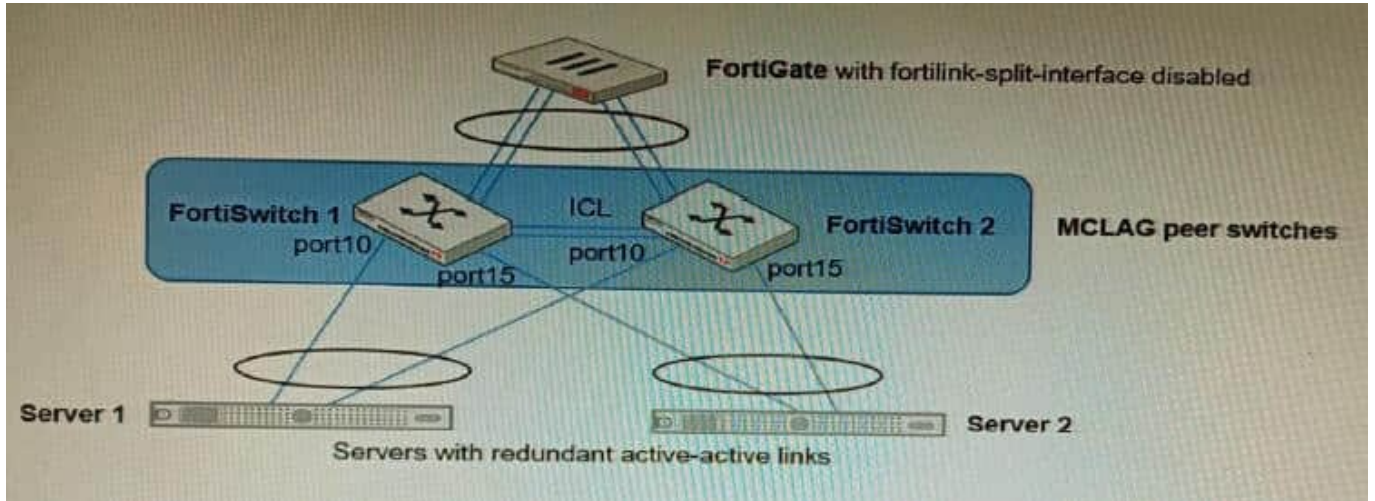 FortiGate with fortilink-split-interface disabled
FortiSwitch 1
ICL
FortiSwitch 2
MCLAG peer switches
port10
port10
port15
port15
Server 1
Server 2
Servers with redundant active-active links